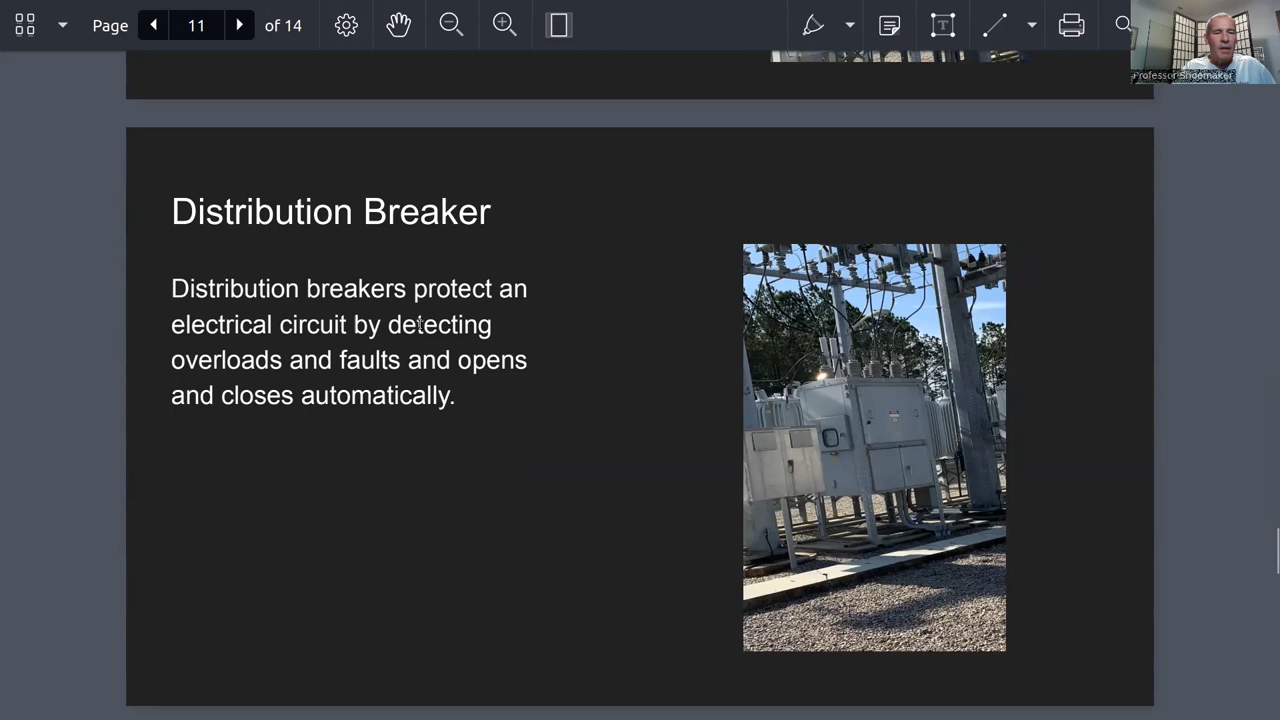 Page 11 of 14
Professor Shoemaker
Distribution Breaker
Distribution breakers protect an
electrical circuit by detecting
overloads and faults and opens
and closes automatically.